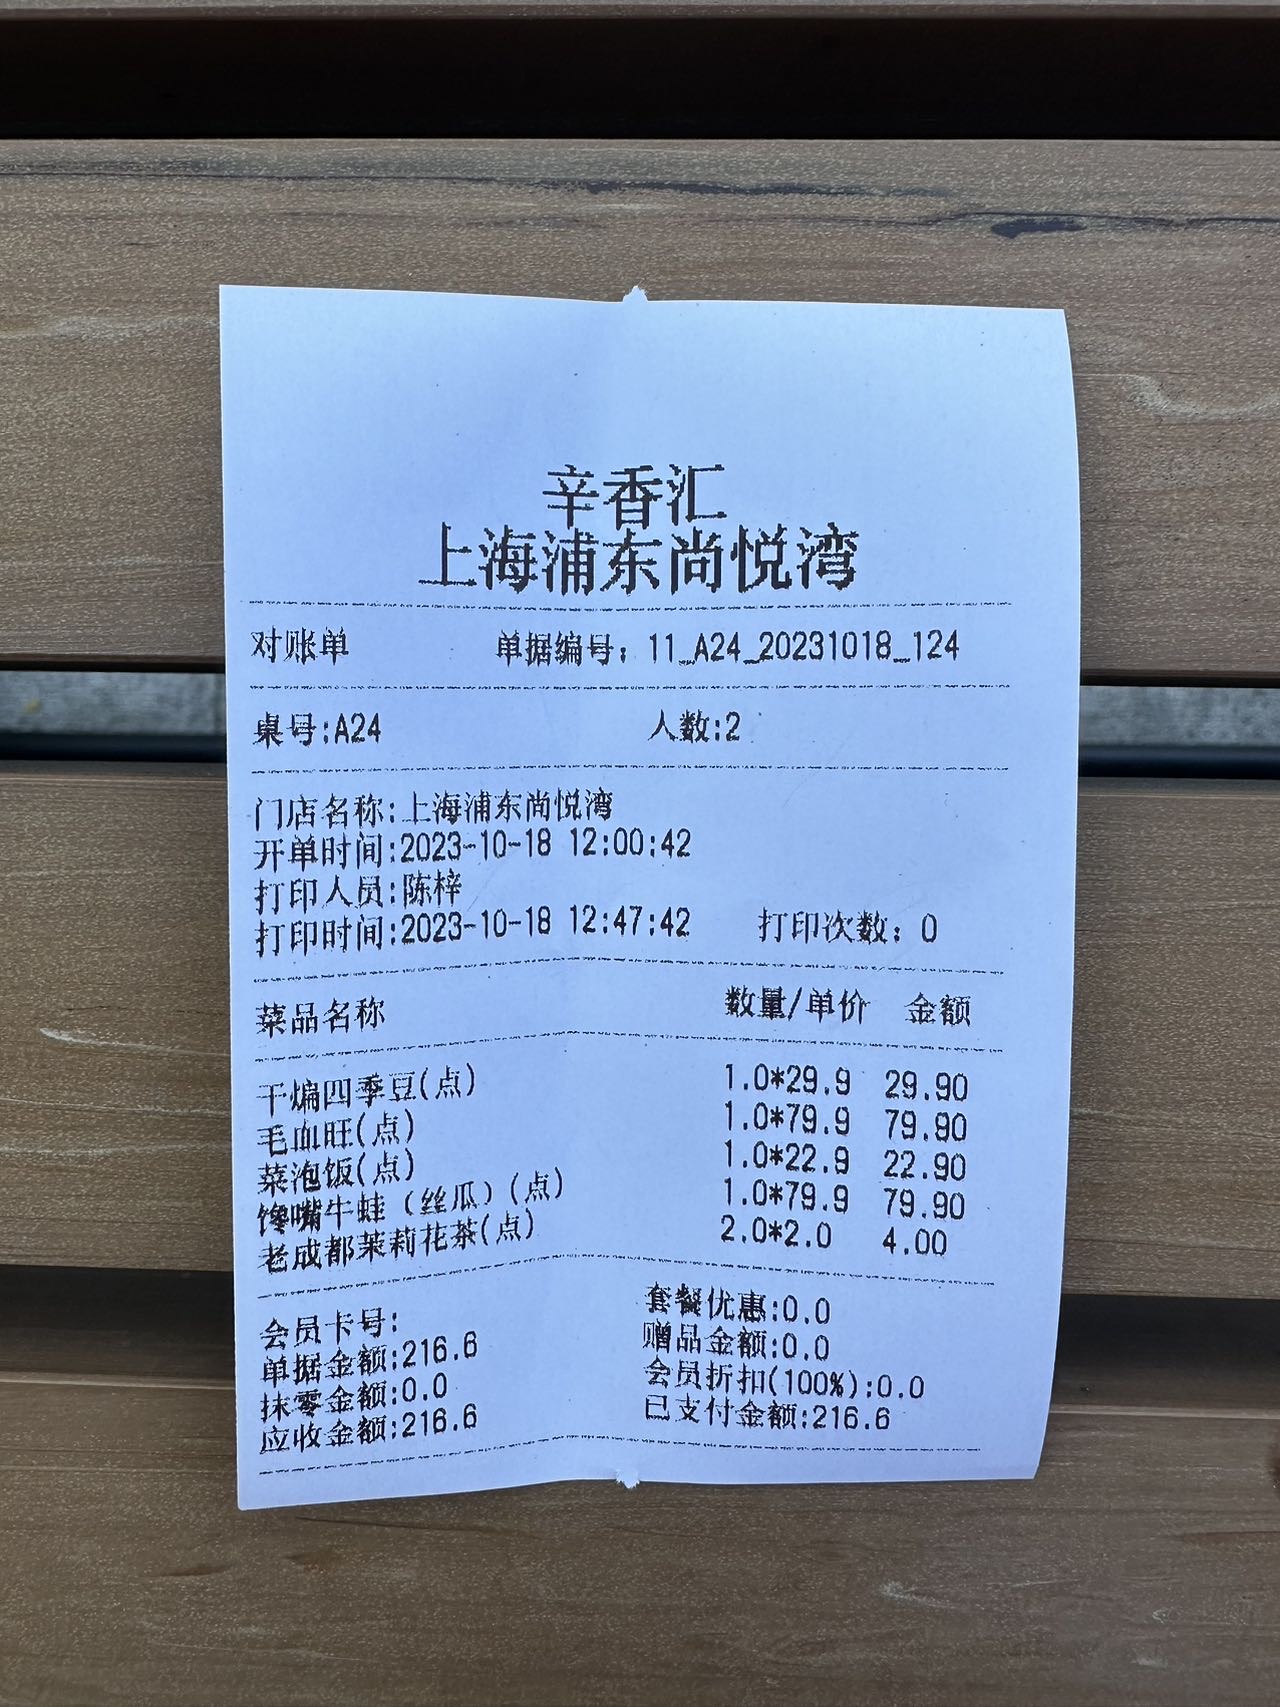 辛香汇
上海浦东尚悦湾
对账单 单据编号：11_A24_20231018_124
桌号:A24 人数:2
门店名称:上海浦东尚悦湾
开单时间:2023-10-18 12:00:42
打印人员:陈梓
打印时间:2023-10-18 12:47:42 打印次数：0
菜品名称 数量/单价 金额
干煸四季豆(点) 1.0*29.9 29.90
毛血旺(点) 1.0*79.9 79.90
菜泡饭(点) 1.0*22.9 22.90
馋嘴牛蛙（丝瓜）(点) 1.0*79.9 79.90
老成都茉莉花茶(点) 2.0*2.0 4.00
会员卡号: 套餐优惠:0.0
单据金额:216.6 赠品金额:0.0
抹零金额:0.0 会员折扣(100%):0.0
应收金额:216.6 已支付金额:216.6